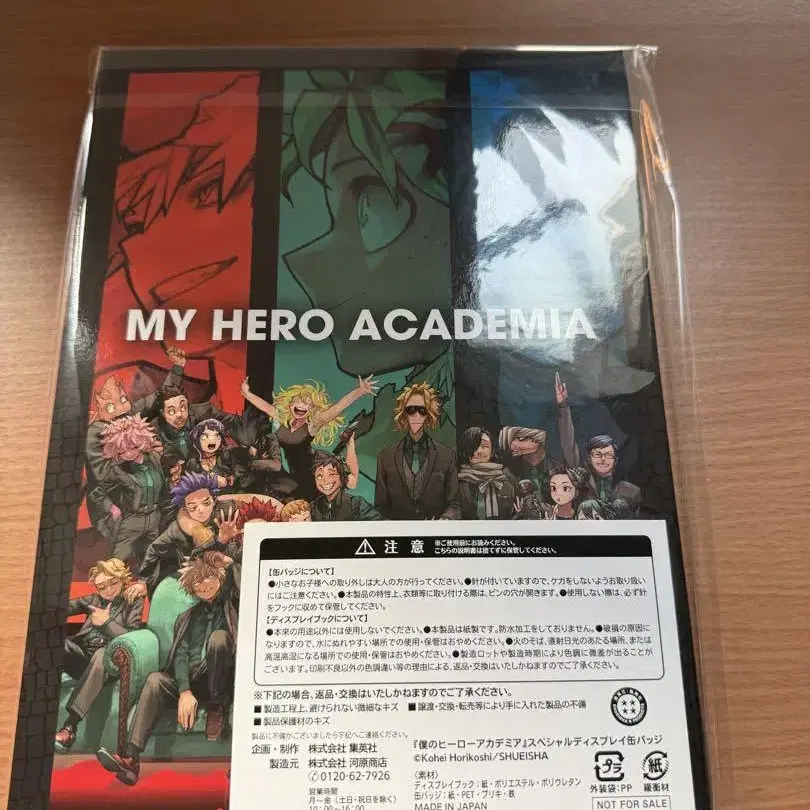 MY HERO ACADEMIA
注意
※ご使用前にお読みください。
こちらの説明書は捨てずに保管してください。
【缶バッジについて】
●小さなお子様への取り外しは大人の方が行ってください。●針が付いていますので、ケガをしないようお取り扱い
にはご注意ください。●本製品の特性上、衣類等に取り付ける際は、ピンの穴が開きます。●使用しない際は、必ず針
をフックに収めて保管してください。
【ディスプレイブックについて】
●本来の用途以外には使用しないでください。●本製品は紙製です。防水加工をしておりません。●破損の原因に
なりますので、水にぬれやすい場所での使用・保管はおやめください。●火のそば、直射日光のあたる場所、または
高温高湿になる場所での使用・保管はおやめください。●製造ロットや製造時期により色調に微差が出ることが
ございます。印刷不良以外の色調違い等の理由による、返品・交換はいたしかねますのでご了承ください。
※下記の場合、返品・交換はいたしかねますのでご了承ください。
■製造工程上、避けられない微細なキズ ■譲渡・交換・転売等により手に入れた製品の不備
■製品保護材のキズ
製品に不備がございましたら下記へご連絡ください。
企画・制作 株式会社 集英社
製造元 株式会社 河原商店
0120-62-7926
営業時間
月〜金(土日・祝日を除く)
10:00〜16:00
『僕のヒーローアカデミア』スペシャルディスプレイ缶バッジ
©Kohei Horikoshi/SHUEISHA
〈素材〉
ディスプレイブック:紙・ポリエステル・ポリウレタン
缶バッジ:紙・PET・ブリキ・鉄
MADE IN JAPAN
プラ
外装袋:PP
紙
緩衝材
NOT FOR SALE